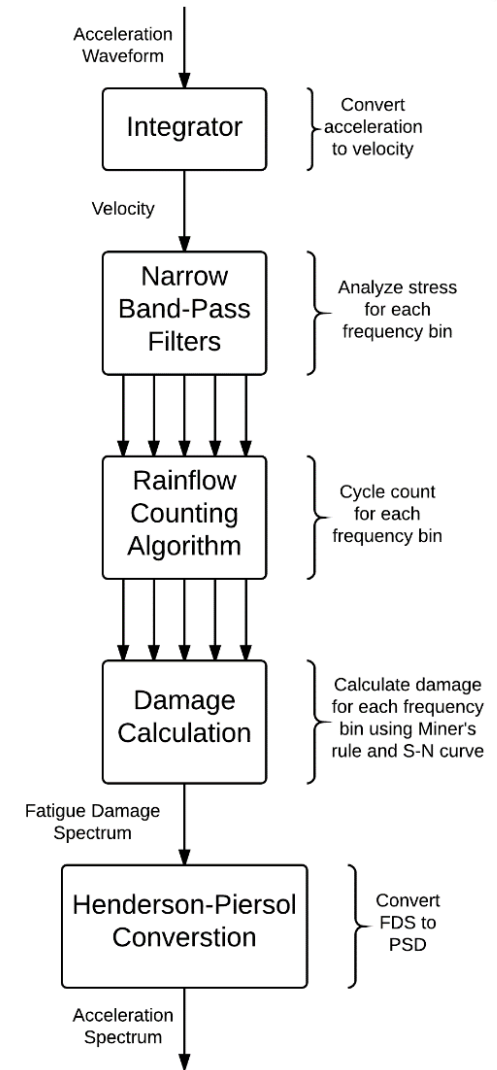 Acceleration
Waveform
Integrator
Convert
acceleration
to velocity
Velocity
Narrow
Band-Pass
Filters
Analyze stress
for each
frequency bin
Rainflow
Counting
Algorithm
Cycle count
for each
frequency bin
Damage
Calculation
Calculate damage
for each frequency
bin using Miner's
rule and S-N curve
Fatigue Damage
Spectrum
Henderson-Piersol
Converstion
Convert
FDS to
PSD
Acceleration
Spectrum